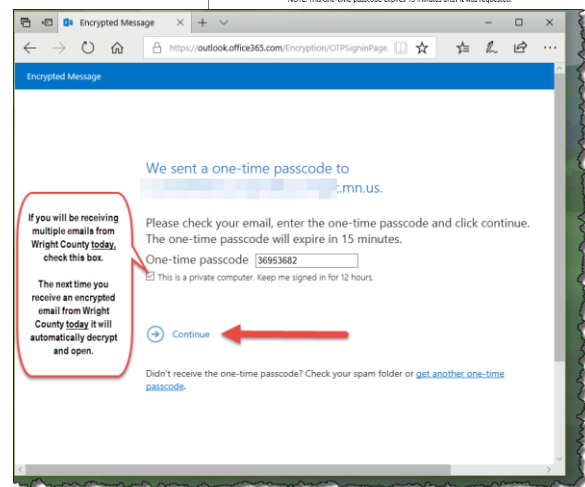 NOTE: This one-time passcode expires 15 minutes after it was requested.
Encrypted Message
https://outlook.office365.com/Encryption/OTPSigninPage.
Encrypted Message
We sent a one-time passcode to
.mn.us.
If you will be receiving
multiple emails from
Wright County today,
check this box.
The next time you
receive an encrypted
email from Wright
County today it will
automatically decrypt
and open.
Please check your email, enter the one-time passcode and click continue.
The one-time passcode will expire in 15 minutes.
One-time passcode 36953682
This is a private computer. Keep me signed in for 12 hours.
Continue
Didn't receive the one-time passcode? Check your spam folder or get another one-time
passcode.